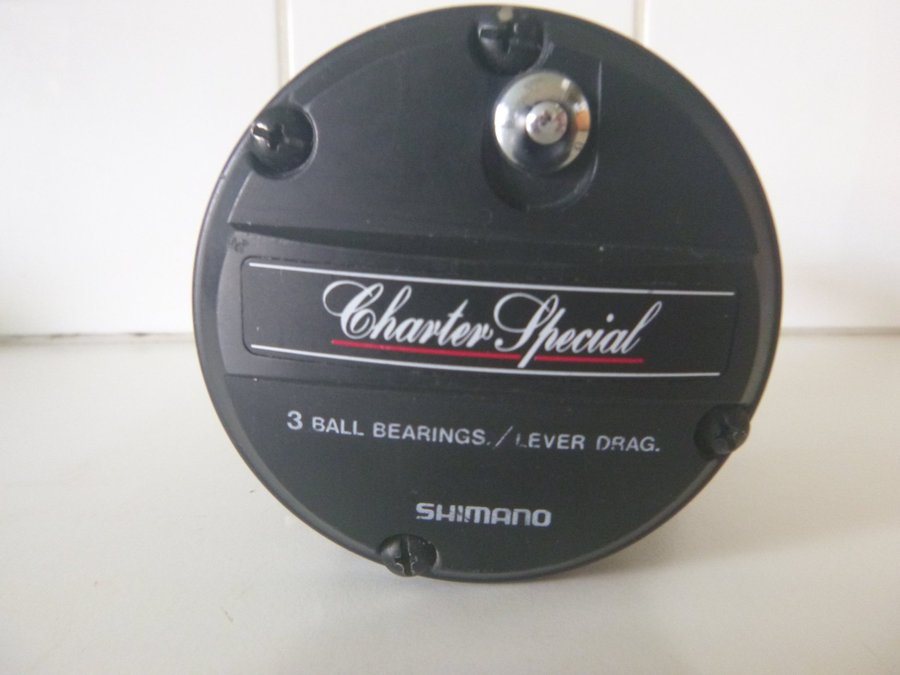 Charter Special
3 BALL BEARINGS./LEVER DRAG.
SHIMANO